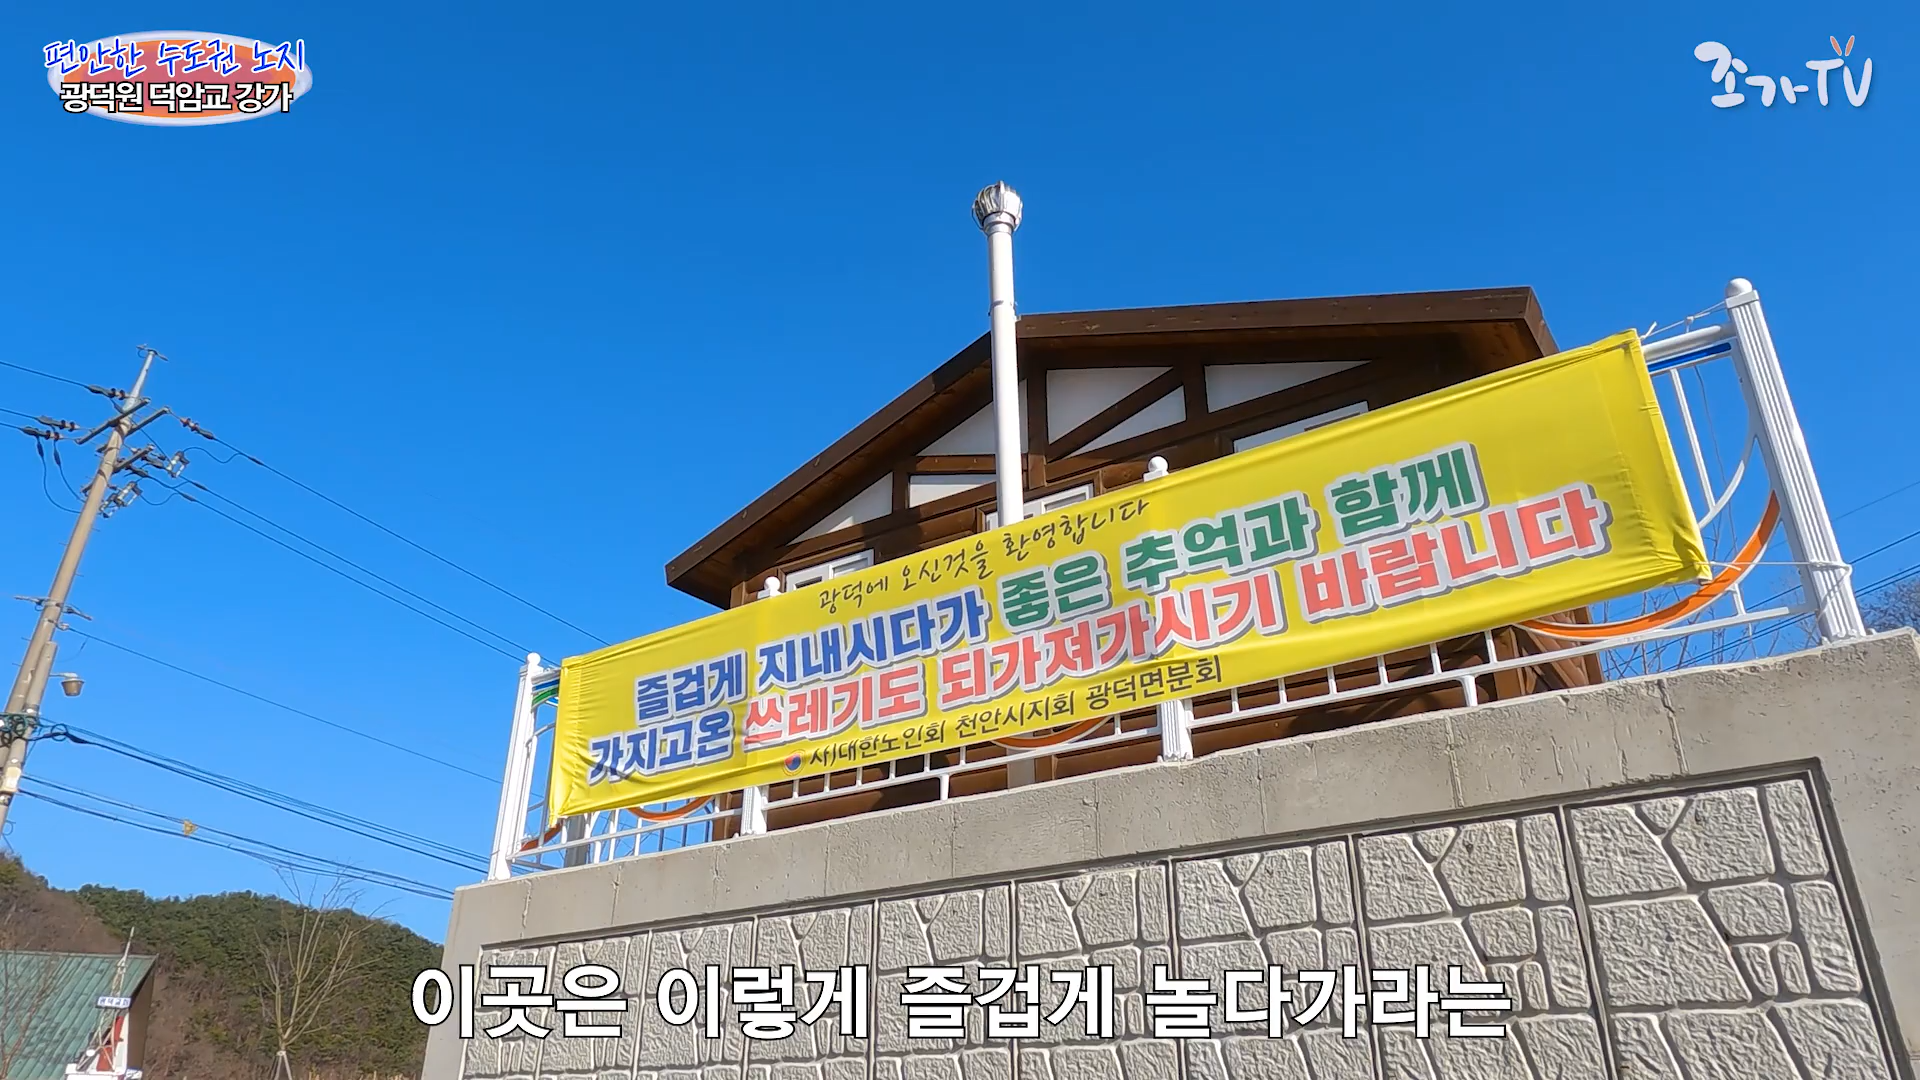 편안한 수도권 노지
광덕원 덕암교 강가
조가TV
광덕에 오신것을 환영합니다
즐겁게 지내시다가 좋은 추억과 함께
가지고온 쓰레기도 되가져가시기 바랍니다
사)대한노인회 천안시지회 광덕면분회
이곳은 이렇게 즐겁게 놀다가라는